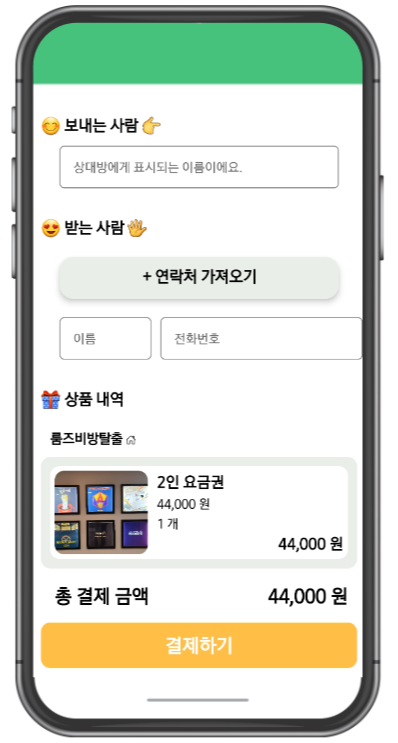 😊 보내는 사람 👉
상대방에게 표시되는 이름이에요.
😍 받는 사람 👋
+ 연락처 가져오기
이름 전화번호
🎁 상품 내역
룸즈비방탈출
2인 요금권
44,000 원
1 개
44,000 원
총 결제 금액 44,000 원
결제하기